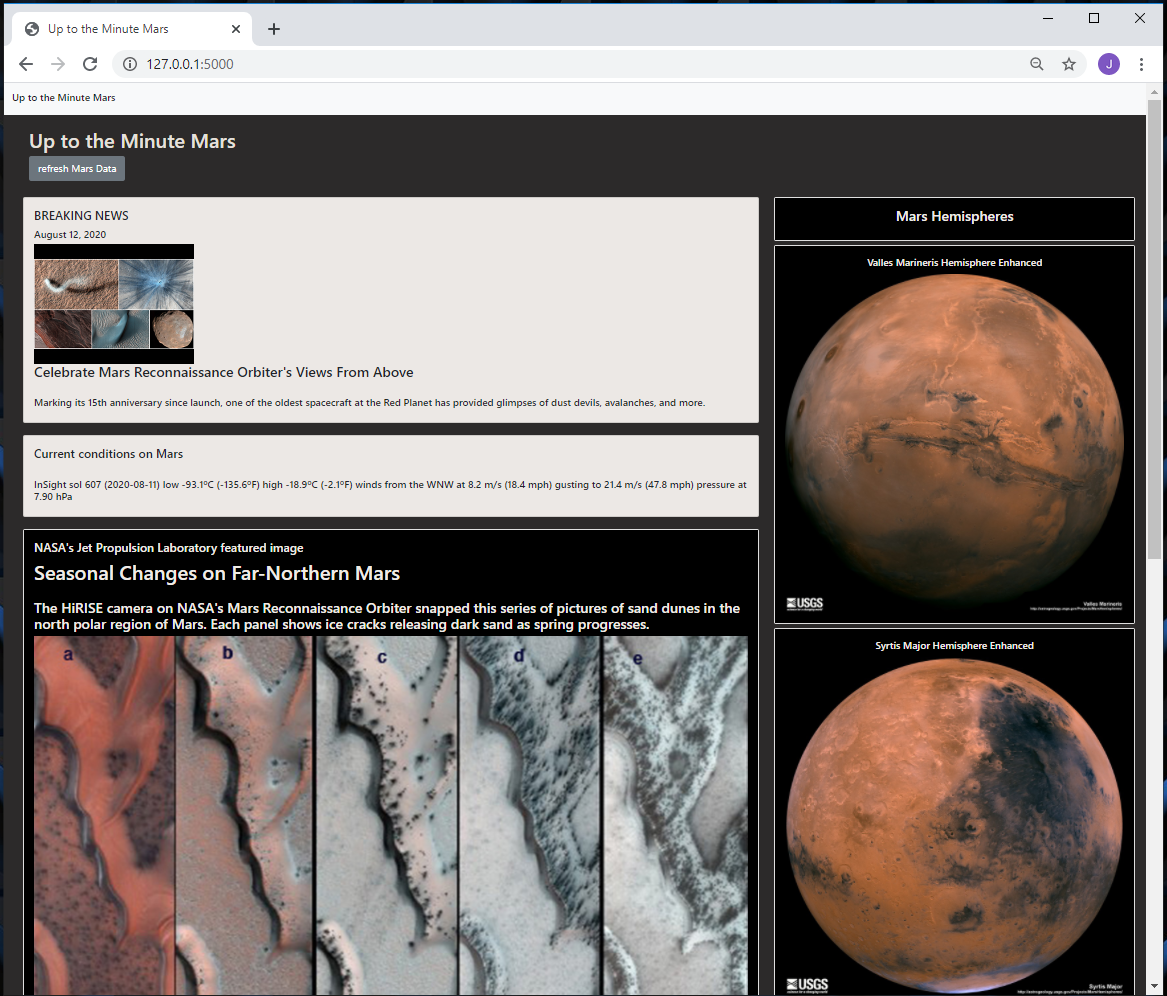 Up to the Minute Mars
127.0.0.1:5000
J
Up to the Minute Mars
Up to the Minute Mars
refresh Mars Data
BREAKING NEWS
August 12, 2020
Celebrate Mars Reconnaissance Orbiter's Views From Above
Marking its 15th anniversary since launch, one of the oldest spacecraft at the Red Planet has provided glimpses of dust devils, avalanches, and more.
Current conditions on Mars
InSight sol 607 (2020-08-11) low -93.1ºC (-135.6ºF) high -18.9ºC (-2.1ºF) winds from the WNW at 8.2 m/s (18.4 mph) gusting to 21.4 m/s (47.8 mph) pressure at
7.90 hPa
NASA's Jet Propulsion Laboratory featured image
Seasonal Changes on Far-Northern Mars
The HiRISE camera on NASA's Mars Reconnaissance Orbiter snapped this series of pictures of sand dunes in the
north polar region of Mars. Each panel shows ice cracks releasing dark sand as spring progresses.
a b c d e
Mars Hemispheres
Valles Marineris Hemisphere Enhanced
USGS
Valles Marineris
Syrtis Major Hemisphere Enhanced
USGS
Syrtis Major